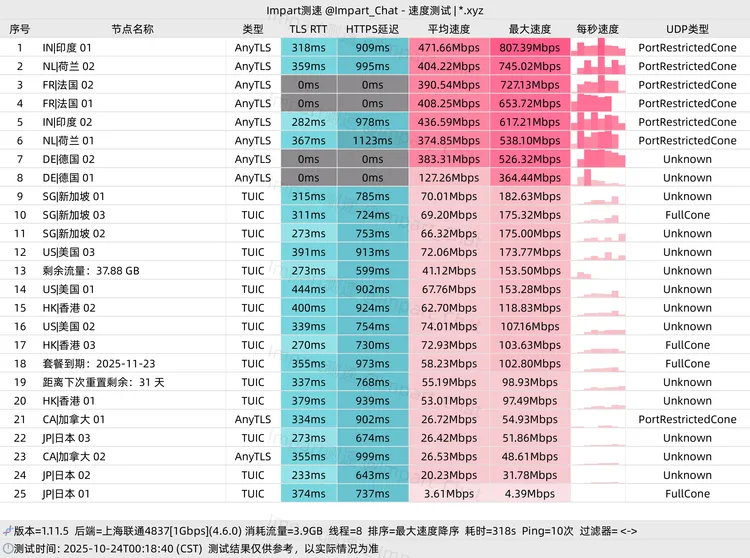 Impart测速 @Impart_Chat - 速度测试 |*.xyz
序号 节点名称 类型 TLS RTT HTTPS延迟 平均速度 最大速度 每秒速度 UDP类型
1 IN|印度 01 AnyTLS 318ms 909ms 471.66Mbps 807.39Mbps PortRestrictedCone
2 NL|荷兰 02 AnyTLS 359ms 995ms 404.22Mbps 745.02Mbps PortRestrictedCone
3 FR|法国 02 AnyTLS 0ms 0ms 390.54Mbps 727.13Mbps PortRestrictedCone
4 FR|法国 01 AnyTLS 0ms 0ms 408.25Mbps 653.72Mbps PortRestrictedCone
5 IN|印度 02 AnyTLS 282ms 978ms 436.59Mbps 617.21Mbps PortRestrictedCone
6 NL|荷兰 01 AnyTLS 367ms 1123ms 374.85Mbps 538.10Mbps PortRestrictedCone
7 DE|德国 02 AnyTLS 0ms 0ms 383.31Mbps 526.32Mbps Unknown
8 DE|德国 01 AnyTLS 0ms 0ms 127.26Mbps 364.44Mbps Unknown
9 SG|新加坡 01 TUIC 315ms 785ms 70.01Mbps 182.63Mbps Unknown
10 SG|新加坡 03 TUIC 311ms 724ms 69.20Mbps 175.32Mbps FullCone
11 SG|新加坡 02 TUIC 273ms 753ms 66.32Mbps 175.00Mbps Unknown
12 US|美国 03 TUIC 391ms 913ms 72.06Mbps 173.77Mbps Unknown
13 剩余流量：37.88 GB TUIC 273ms 599ms 41.12Mbps 153.50Mbps Unknown
14 US|美国 01 TUIC 444ms 902ms 67.76Mbps 153.28Mbps Unknown
15 HK|香港 02 TUIC 400ms 924ms 62.70Mbps 118.83Mbps Unknown
16 US|美国 02 TUIC 339ms 754ms 74.01Mbps 107.16Mbps Unknown
17 HK|香港 03 TUIC 270ms 730ms 72.93Mbps 103.63Mbps FullCone
18 套餐到期：2025-11-23 TUIC 355ms 973ms 58.23Mbps 102.80Mbps FullCone
19 距离下次重置剩余：31 天 TUIC 337ms 768ms 55.19Mbps 98.93Mbps Unknown
20 HK|香港 01 TUIC 379ms 939ms 53.01Mbps 97.49Mbps Unknown
21 CA|加拿大 01 AnyTLS 334ms 902ms 26.72Mbps 54.93Mbps PortRestrictedCone
22 JP|日本 03 TUIC 273ms 674ms 26.42Mbps 51.86Mbps Unknown
23 CA|加拿大 02 AnyTLS 355ms 999ms 26.53Mbps 48.61Mbps Unknown
24 JP|日本 02 TUIC 233ms 643ms 20.23Mbps 31.78Mbps Unknown
25 JP|日本 01 TUIC 374ms 737ms 3.61Mbps 4.39Mbps FullCone
版本=1.11.5 后端=上海联通4837[1Gbps](4.6.0) 消耗流量=3.9GB 线程=8 排序=最大速度降序 耗时=318s Ping=10次 过滤器= <->
测试时间: 2025-10-24T00:18:40 (CST) 测试结果仅供参考，以实际情况为准